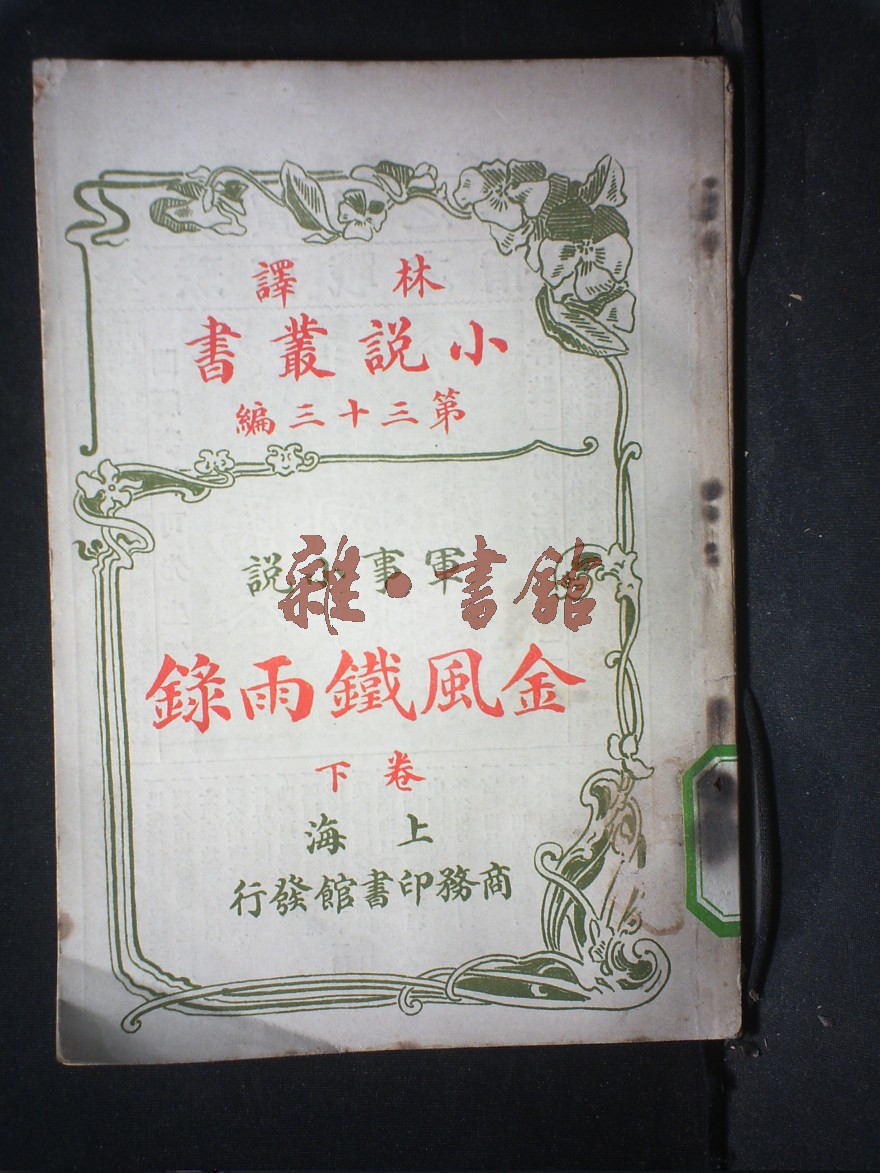 林譯
小說叢書
第三十三編
軍事小説
金風鐵雨錄
卷下
上海
商務印書館發行
雜·書館